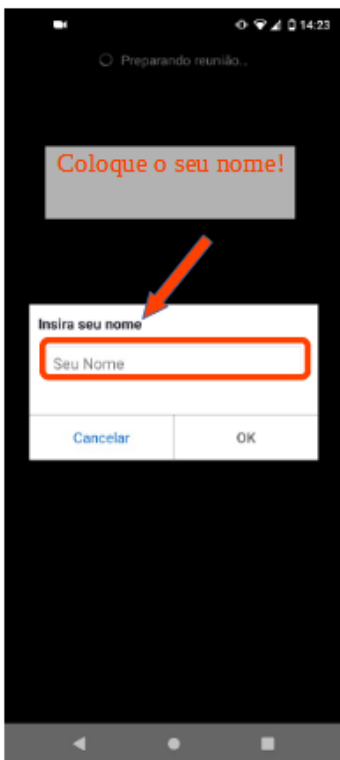 14:23
Preparando reunião..
Coloque o seu nome!
Insira seu nome
Seu Nome
Cancelar
OK